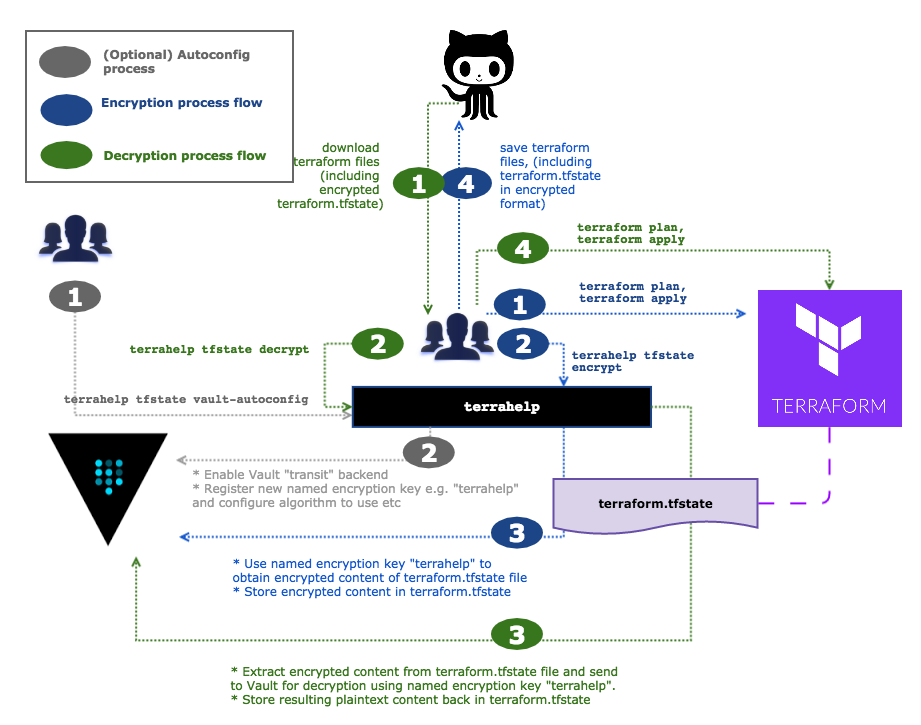 (Optional) Autoconfig
process
Encryption process flow
Decryption process flow
download
terraform files
(including
encrypted
terraform.tfstate)
save terraform
files, (including
terraform.tfstate
in encrypted
format)
1
4
4
terraform plan,
terraform apply
1
1
terraform plan,
terraform apply
2
2
terrahelp tfstate decrypt
terrahelp tfstate
encrypt
terrahelp tfstate vault-autoconfig
terrahelp
TERRAFORM
2
* Enable Vault "transit" backend
* Register new named encryption key e.g. "terrahelp"
and configure algorithm to use etc
terraform.tfstate
3
* Use named encryption key "terrahelp" to
obtain encrypted content of terraform.tfstate file
* Store encrypted content in terraform.tfstate
3
* Extract encrypted content from terraform.tfstate file and send
to Vault for decryption using named encryption key "terrahelp".
* Store resulting plaintext content back in terraform.tfstate